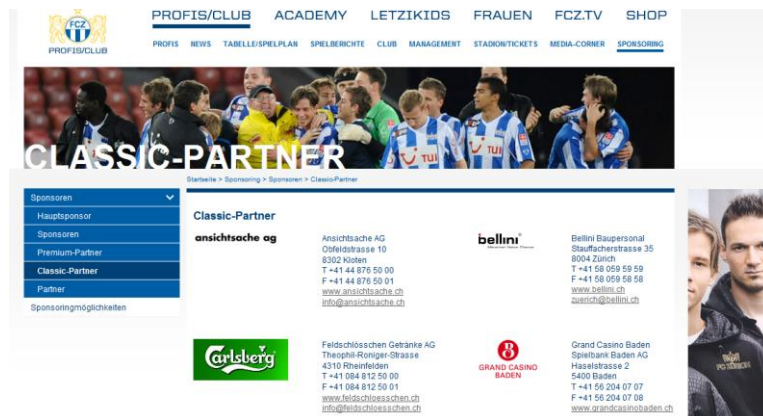 FCZ
PROFIS/CLUB
PROFIS/CLUB ACADEMY LETZIKIDS FRAUEN FCZ.TV SHOP
PROFIS NEWS TABELLE/SPIELPLAN SPIELBERICHTE CLUB MANAGEMENT STADION/TICKETS MEDIA-CORNER SPONSORING
TUI
TUI
CLASSIC-PARTNER
Startseite > Sponsoring > Sponsoren > Classic-Partner
Sponsoren
Hauptsponsor
Sponsoren
Premium-Partner
Classic-Partner
Partner
Sponsoringmöglichkeiten
Classic-Partner
ansichtsache ag
Ansichtsache AG
Obfeldstrasse 10
8302 Kloten
T +41 44 876 50 00
F +41 44 876 50 01
www.ansichtsache.ch
info@ansichtsache.ch
bellini
Bellini Baupersonal
Stauffacherstrasse 35
8004 Zürich
T +41 58 059 59 59
F +41 58 059 58 58
www.bellini.ch
zuerich@bellini.ch
Carlsberg
Feldschlösschen Getränke AG
Theophil-Roniger-Strasse
4310 Rheinfelden
T +41 084 812 50 00
F +41 084 812 50 01
www.feldschloesschen.ch
info@feldschloesschen.ch
GRAND CASINO
BADEN
Grand Casino Baden
Spielbank Baden AG
Haselstrasse 2
5400 Baden
T +41 56 204 07 07
F +41 56 204 07 08
www.grandcasinobaden.ch